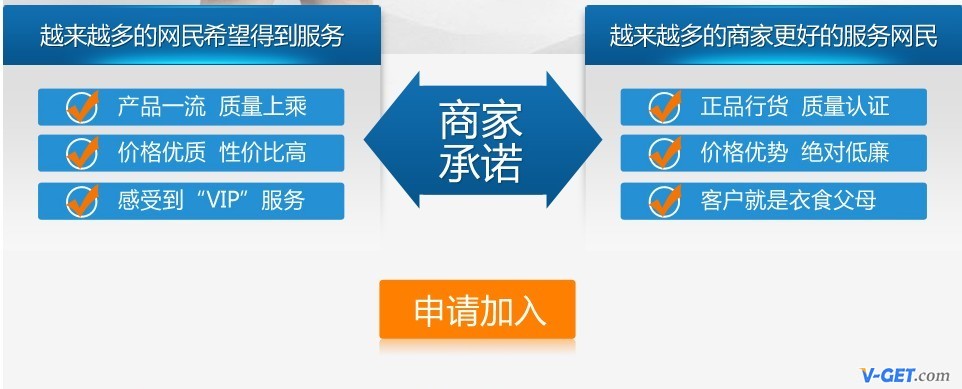 越来越多的网民希望得到服务
产品一流 质量上乘
价格优质 性价比高
感受到“VIP”服务
商家
承诺
越来越多的商家更好的服务网民
正品行货 质量认证
价格优势 绝对低廉
客户就是衣食父母
申请加入
V-GET.com